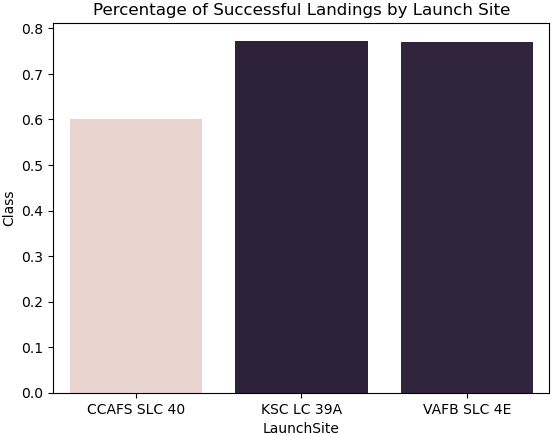 Percentage of Successful Landings by Launch Site
0.8
0.7
0.6
0.5
0.4
0.3
0.2
0.1
0.0
Class
CCAFS SLC 40
KSC LC 39A
VAFB SLC 4E
LaunchSite